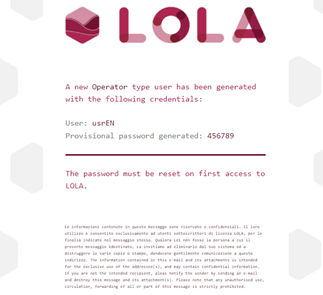 LOLA
A new Operator type user has been generated
with the following credentials:
User: usrEN
Provisional password generated: 456789
The password must be reset on first access to
LOLA.
Le informazioni contenute in questo messaggio sono riservate e confidenziali. Il loro
utilizzo è consentito esclusivamente ad utenti sottoscrittori di licenza LOLA, per le
finalità indicate nel messaggio stesso. Qualora Lei non fosse la persona a cui il
presente messaggio è destinato, La invitiamo ad eliminarlo dal Suo sistema ed a
distruggere le varie copie o stampe, dandocene gentilmente comunicazione a questo
indirizzo. The information contained in this e-mail and its attachments is intended
for the exclusive use of the addressee(s), and may contain confidential information.
If you are not the intended recipient, please notify the sender by sending an e-mail
and destroy this message and its attachment(s). Please note that any unauthorised use,
circulation, forwarding of all or part of this message is strictly prohibited.